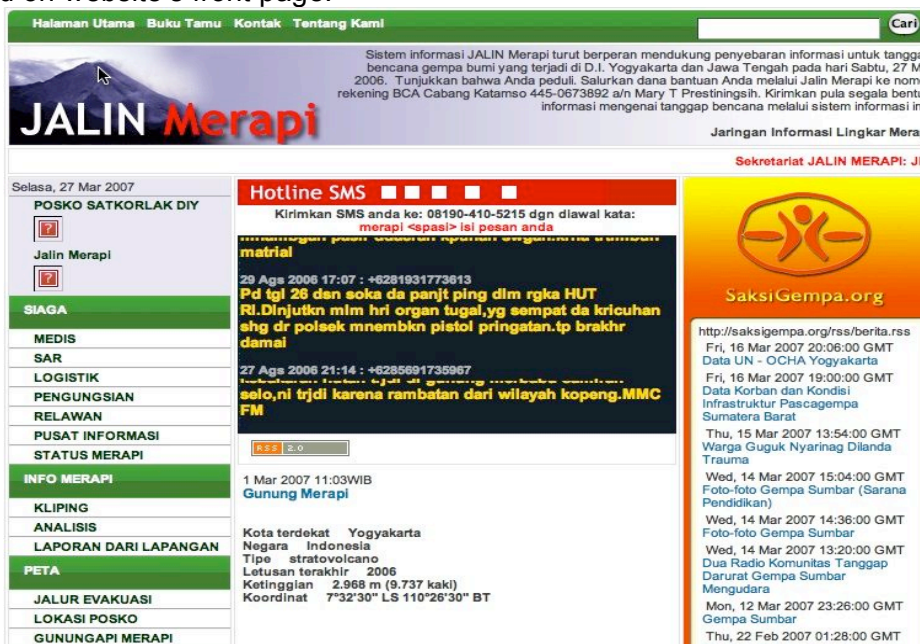 on website's front page.
Halaman Utama Buku Tamu Kontak Tentang Kami
Cari
Sistem informasi JALIN Merapi turut berperan mendukung penyebaran informasi untuk tangga
bencana gempa bumi yang terjadi di D.I. Yogyakarta dan Jawa Tengah pada hari Sabtu, 27 M
2006. Tunjukkan bahwa Anda peduli. Salurkan dana bantuan Anda melalui Jalin Merapi ke nom
rekening BCA Cabang Katamso 445-0673892 a/n Mary T Prestiningsih. Kirimkan pula segala bent
informasi mengenai tanggap bencana melalui sistem informasi in
JALIN Merapi
Jaringan Informasi Lingkar Mera
Sekretariat JALIN MERAPI: J
Selasa, 27 Mar 2007
POSKO SATKORLAK DIY
Jalin Merapi
SIAGA
MEDIS
SAR
LOGISTIK
PENGUNGSIAN
RELAWAN
PUSAT INFORMASI
STATUS MERAPI
INFO MERAPI
KLIPING
ANALISIS
LAPORAN DARI LAPANGAN
PETA
JALUR EVAKUASI
LOKASI POSKO
GUNUNGAPI MERAPI
Hotline SMS
Kirimkan SMS anda ke: 08190-410-5215 dgn diawal kata:
merapi <spasi> isi pesan anda
matrial
29 Ags 2006 17:07 : +6281931773613
Pd tgl 26 dsn soka da panjt ping dlm rgka HUT
RI.Dlnjutkn mlm hri organ tugal,yg sempat da kricuhan
shg dr polsek mnembkn pistol pringatan.tp brakhr
damai
27 Ags 2006 21:14 : +6285691735967
selo,ni trjdi karena rambatan dari wilayah kopeng.MMC
FM
RSS 2.0
1 Mar 2007 11:03WIB
Gunung Merapi
Kota terdekat Yogyakarta
Negara Indonesia
Tipe stratovolcano
Letusan terakhir 2006
Ketinggian 2.968 m (9.737 kaki)
Koordinat 7°32'30" LS 110°26'30" BT
SaksiGempa.org
http://saksigempa.org/rss/berita.rss
Fri, 16 Mar 2007 20:06:00 GMT
Data UN - OCHA Yogyakarta
Fri, 16 Mar 2007 19:00:00 GMT
Data Korban dan Kondisi
Infrastruktur Pascagempa
Sumatera Barat
Thu, 15 Mar 2007 13:54:00 GMT
Warga Guguk Nyarinag Dilanda
Trauma
Wed, 14 Mar 2007 15:04:00 GMT
Foto-foto Gempa Sumbar (Sarana
Pendidikan)
Wed, 14 Mar 2007 14:36:00 GMT
Foto-foto Gempa Sumbar
Wed, 14 Mar 2007 13:20:00 GMT
Dua Radio Komunitas Tanggap
Darurat Gempa Sumbar
Mengudara
Mon, 12 Mar 2007 23:26:00 GMT
Gempa Sumbar
Thu, 22 Feb 2007 01:28:00 GMT